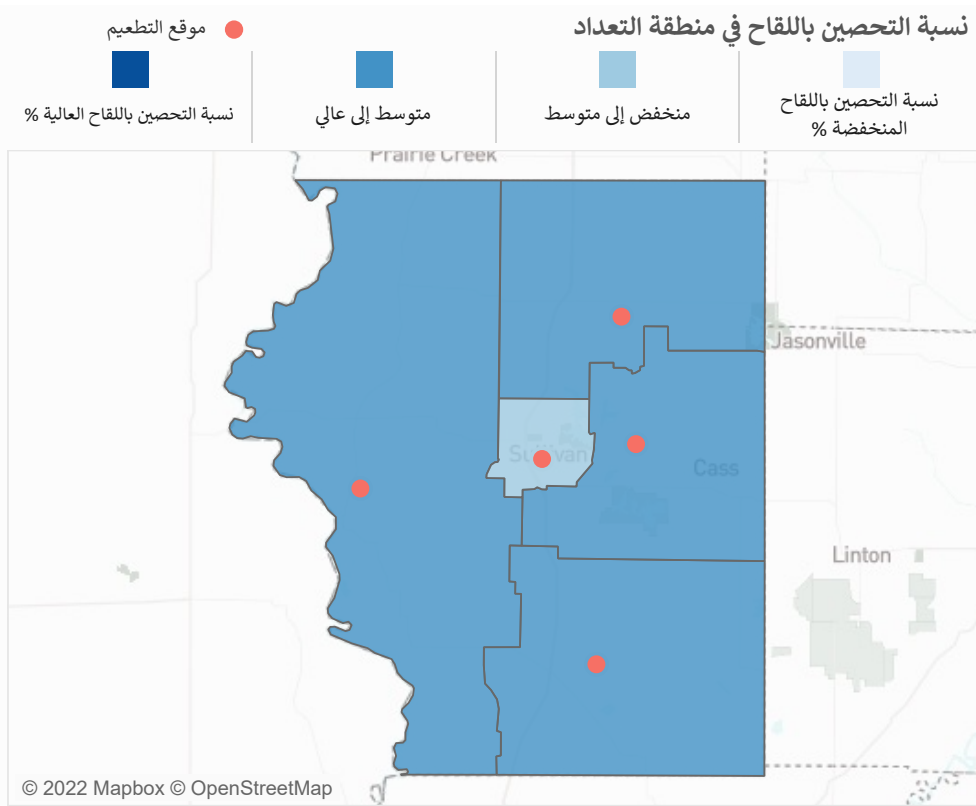 نسبة التحصين باللقاح في منطقة التعداد
موقع التطعيم
نسبة التحصين باللقاح
المنخفضة %
منخفض إلى متوسط
متوسط إلى عالي
نسبة التحصين باللقاح العالية %
Prairie Creek
Jasonville
Sullivan
Cass
Linton
© 2022 Mapbox © OpenStreetMap